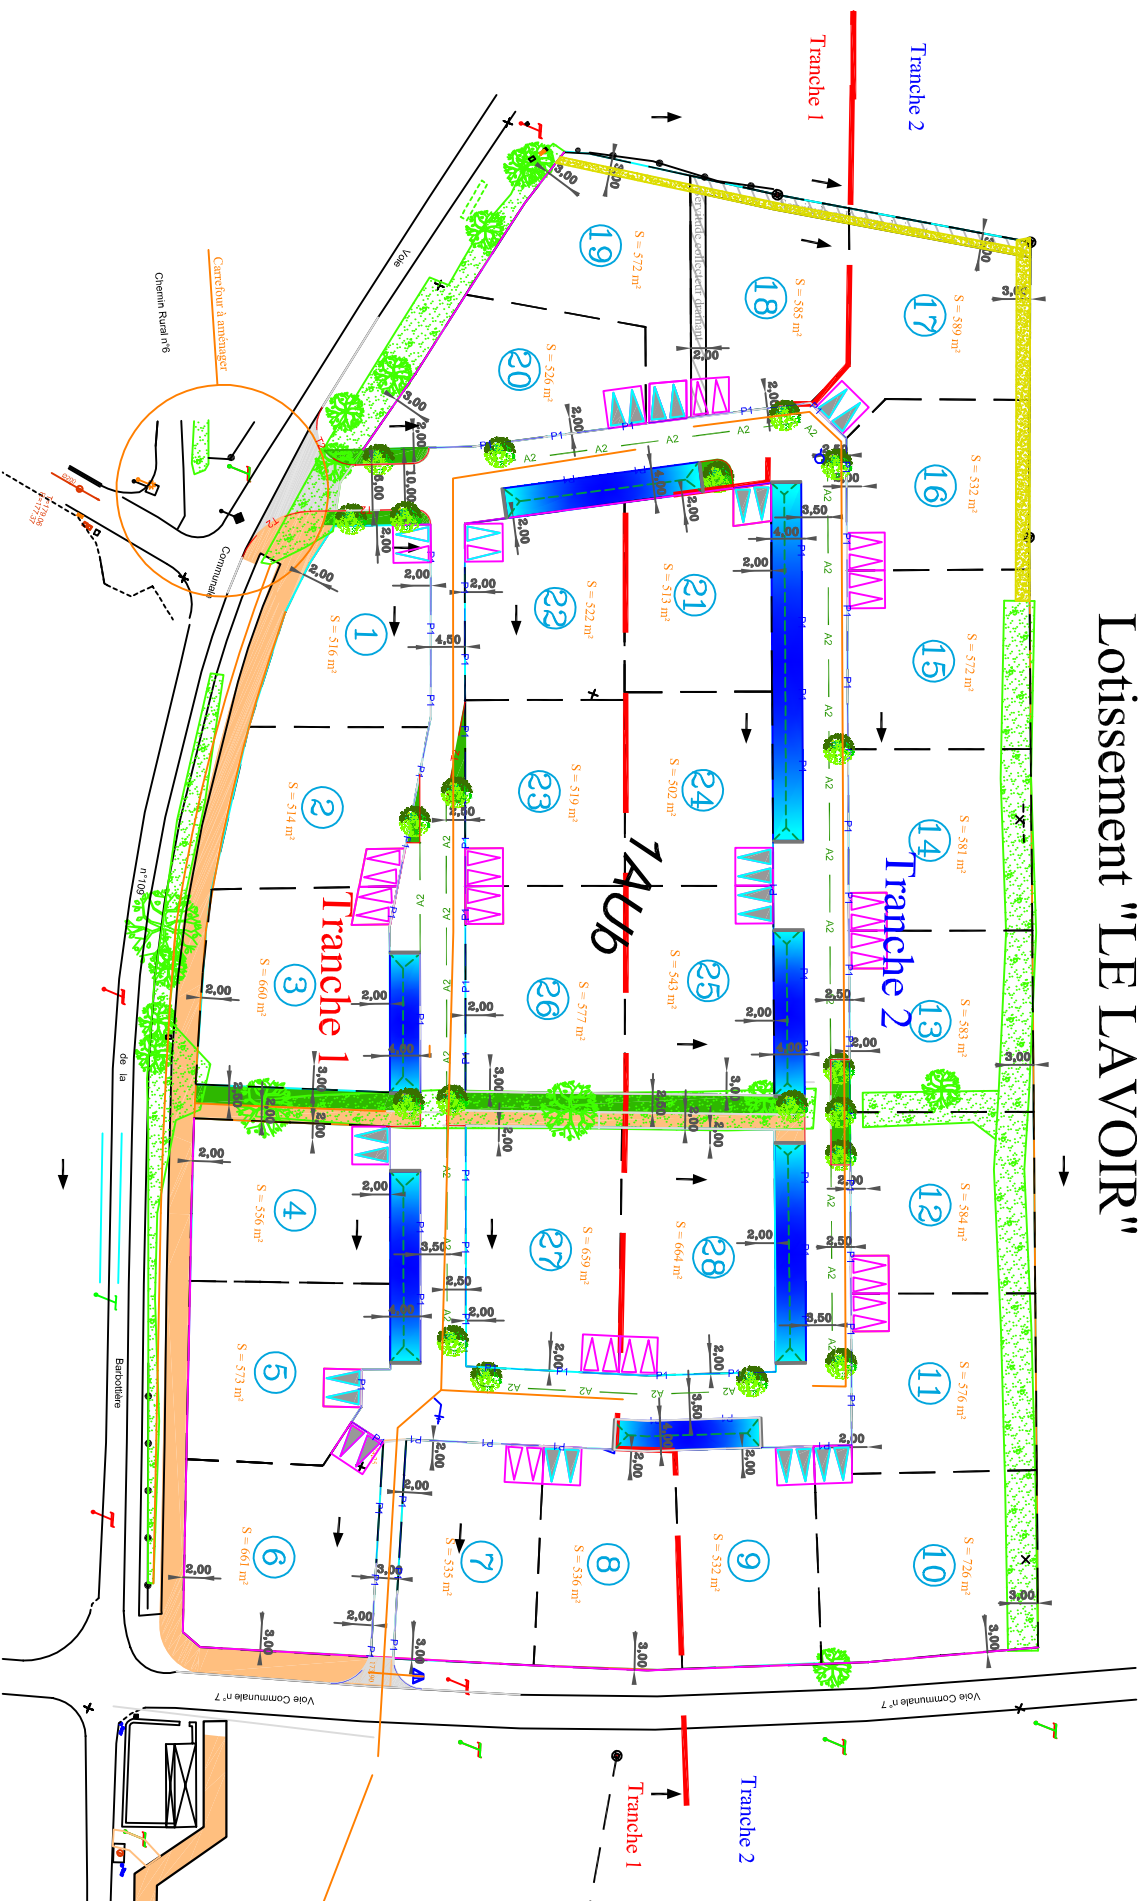 Lotissement "LE LAVOIR"
Tranche 2
Tranche 1
17
S = 589 m²
18
S = 585 m²
19
S = 572 m²
20
S = 526 m²
16
S = 532 m²
15
S = 572 m²
14
S = 581 m²
13
S = 583 m²
12
S = 584 m²
11
S = 576 m²
10
S = 726 m²
9
S = 532 m²
8
S = 536 m²
7
S = 535 m²
6
S = 661 m²
5
S = 573 m²
4
S = 556 m²
3
S = 660 m²
2
S = 514 m²
1
S = 516 m²
21
S = 513 m²
22
S = 522 m²
23
S = 519 m²
24
S = 502 m²
25
S = 543 m²
26
S = 577 m²
27
S = 659 m²
28
S = 664 m²
1AUb
Tranche 2
Tranche 1
Tranche 2
Tranche 1
Carrefour à aménager
Chemin Rural n°6
Voie
Communale
n°109
de la
Barbottière
Voie Communale n° 7
Voie Communale n° 7